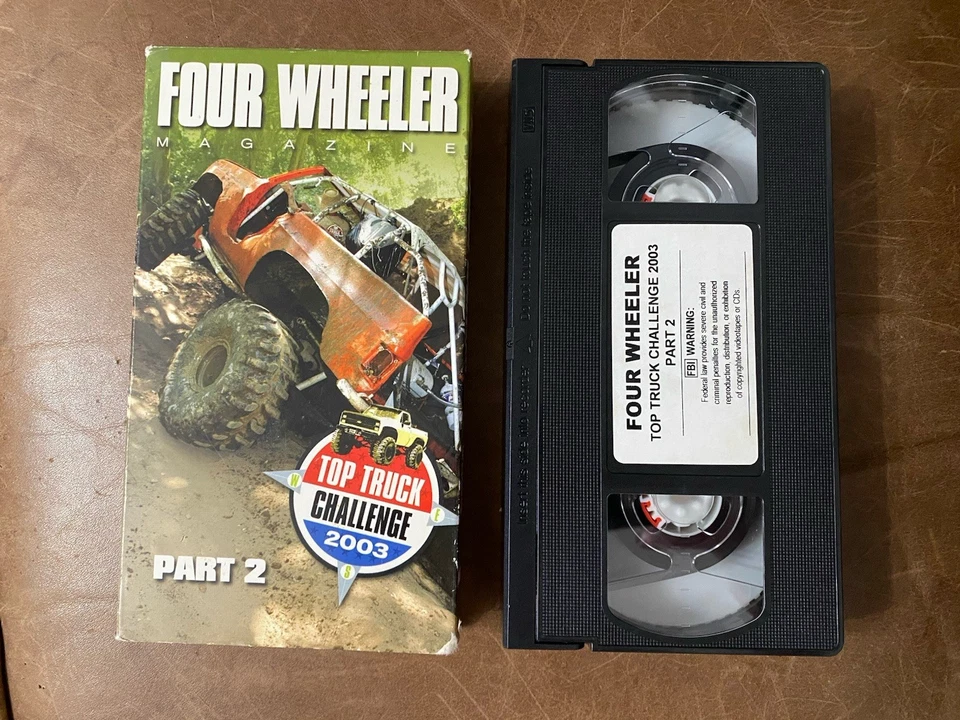 FOUR WHEELER
MAGAZINE
TOP TRUCK
CHALLENGE
2003
W
E
S
PART 2
VHS
FOUR WHEELER
TOP TRUCK CHALLENGE 2003
PART 2
FBI WARNING:
Federal law provides severe civil and
criminal penalties for the unauthorized
reproduction, distribution, or exhibition
of copyrighted videotapes or CDs.